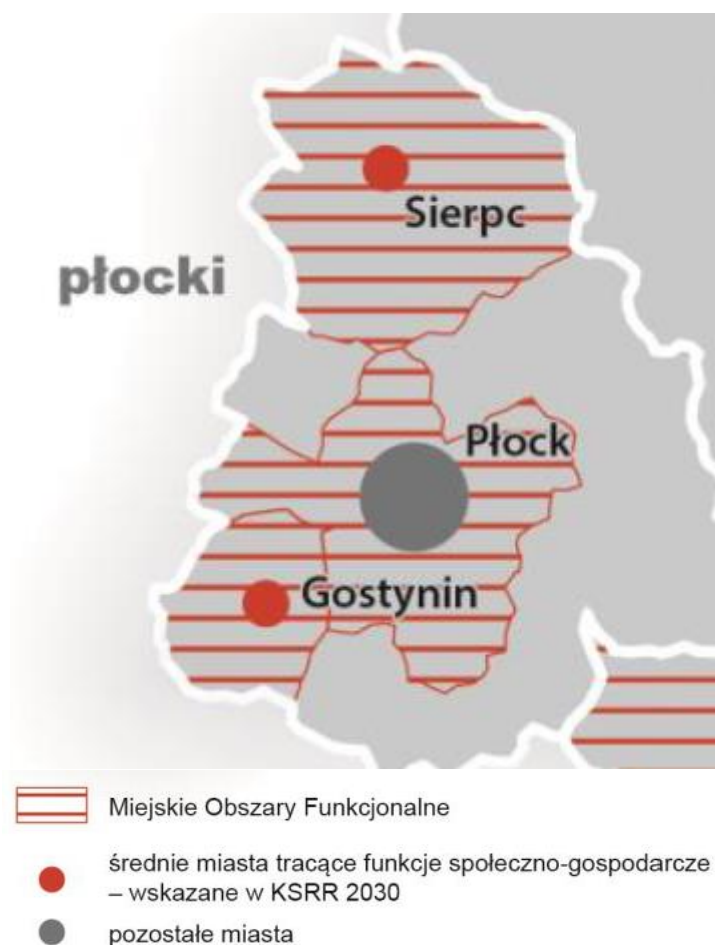 Sierpc
płocki
Płock
Gostynin
Miejskie Obszary Funkcjonalne
średnie miasta tracące funkcje społeczno-gospodarcze
– wskazane w KSRR 2030
pozostałe miasta